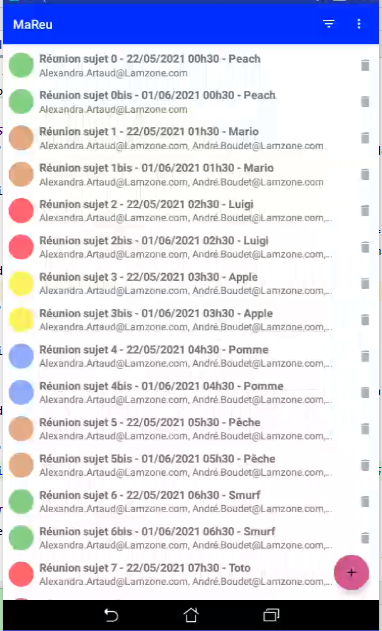 MaReu
Réunion sujet 0 - 22/05/2021 00h30 - Peach
Alexandra.Artaud@Lamzone.com
Réunion sujet 0bis - 01/06/2021 00h30 - Peach
Alexandra.Artaud@Lamzone.com
Réunion sujet 1 - 22/05/2021 01h30 - Mario
Alexandra.Artaud@Lamzone.com, André.Boudet@Lamzone.com
Réunion sujet 1bis - 01/06/2021 01h30 - Mario
Alexandra.Artaud@Lamzone.com, André.Boudet@Lamzone.com
Réunion sujet 2 - 22/05/2021 02h30 - Luigi
Alexandra.Artaud@Lamzone.com, André.Boudet@Lamzone.com,...
Réunion sujet 2bis - 01/06/2021 02h30 - Luigi
Alexandra.Artaud@Lamzone.com, André.Boudet@Lamzone.com,...
Réunion sujet 3 - 22/05/2021 03h30 - Apple
Alexandra.Artaud@Lamzone.com, André.Boudet@Lamzone.com,...
Réunion sujet 3bis - 01/06/2021 03h30 - Apple
Alexandra.Artaud@Lamzone.com, André.Boudet@Lamzone.com,...
Réunion sujet 4 - 22/05/2021 04h30 - Pomme
Alexandra.Artaud@Lamzone.com, André.Boudet@Lamzone.com,...
Réunion sujet 4bis - 01/06/2021 04h30 - Pomme
Alexandra.Artaud@Lamzone.com, André.Boudet@Lamzone.com,...
Réunion sujet 5 - 22/05/2021 05h30 - Pêche
Alexandra.Artaud@Lamzone.com, André.Boudet@Lamzone.com,...
Réunion sujet 5bis - 01/06/2021 05h30 - Pêche
Alexandra.Artaud@Lamzone.com, André.Boudet@Lamzone.com,...
Réunion sujet 6 - 22/05/2021 06h30 - Smurf
Alexandra.Artaud@Lamzone.com, André.Boudet@Lamzone.com,...
Réunion sujet 6bis - 01/06/2021 06h30 - Smurf
Alexandra.Artaud@Lamzone.com, André.Boudet@Lamzone.com,...
Réunion sujet 7 - 22/05/2021 07h30 - Toto
Alexandra.Artaud@Lamzone.com, André.Boudet@Lamzone.com,...